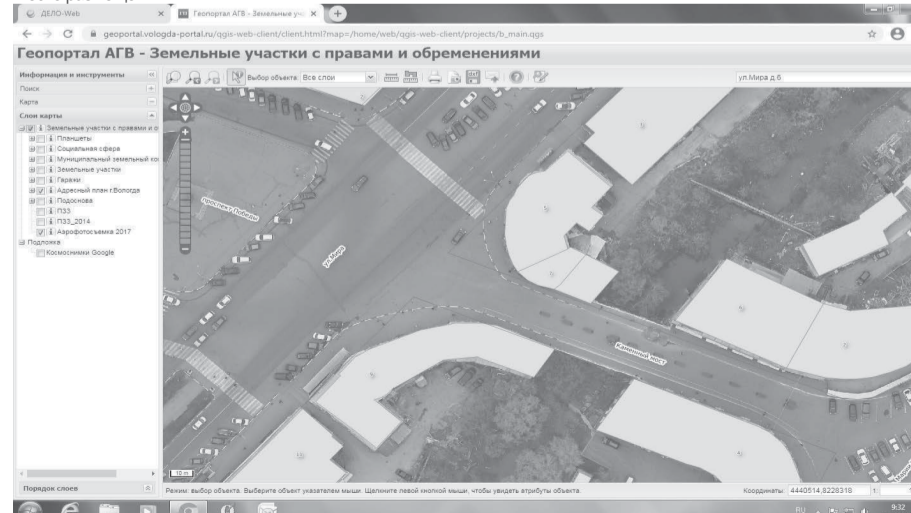 ДЕЛО-Web
Геопортал АГВ - Земельные уч
geoportal.vologda-portal.ru/qgis-web-client/client.html?map=/home/web/qgis-web-client/projects/b_main.qgs
Геопортал АГВ - Земельные участки с правами и обременениями
Информация и инструменты
Поиск
Карта
Слои карты
Земельные участки с правами и о
Планшеты
Социальная сфера
Муниципальный земельный ко
Земельные участки
Гаражи
Адресный план г.Вологда
Подоснова
ПЗЗ
ПЗЗ_2014
Аэрофотосъемка 2017
Подложка
Космоснимки Google
Порядок слоев
Выбор объекта: Все слои
ул.Мира д.6
проспект Победы
ул.Мира
Каменный мост
10 m
Режим: выбор объекта. Выберите объект указателем мыши. Щелкните левой кнопкой мыши, чтобы увидеть атрибуты объекта.
Координаты: 4440514,8228318
1:
RU
9:32